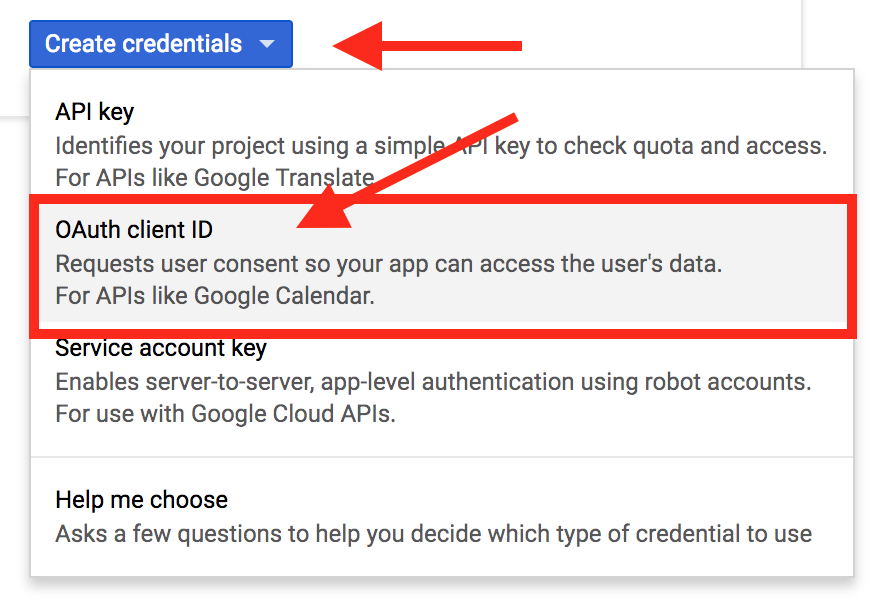 Create credentials
API key
Identifies your project using a simple API key to check quota and access.
For APIs like Google Translate.
OAuth client ID
Requests user consent so your app can access the user's data.
For APIs like Google Calendar.
Service account key
Enables server-to-server, app-level authentication using robot accounts.
For use with Google Cloud APIs.
Help me choose
Asks a few questions to help you decide which type of credential to use